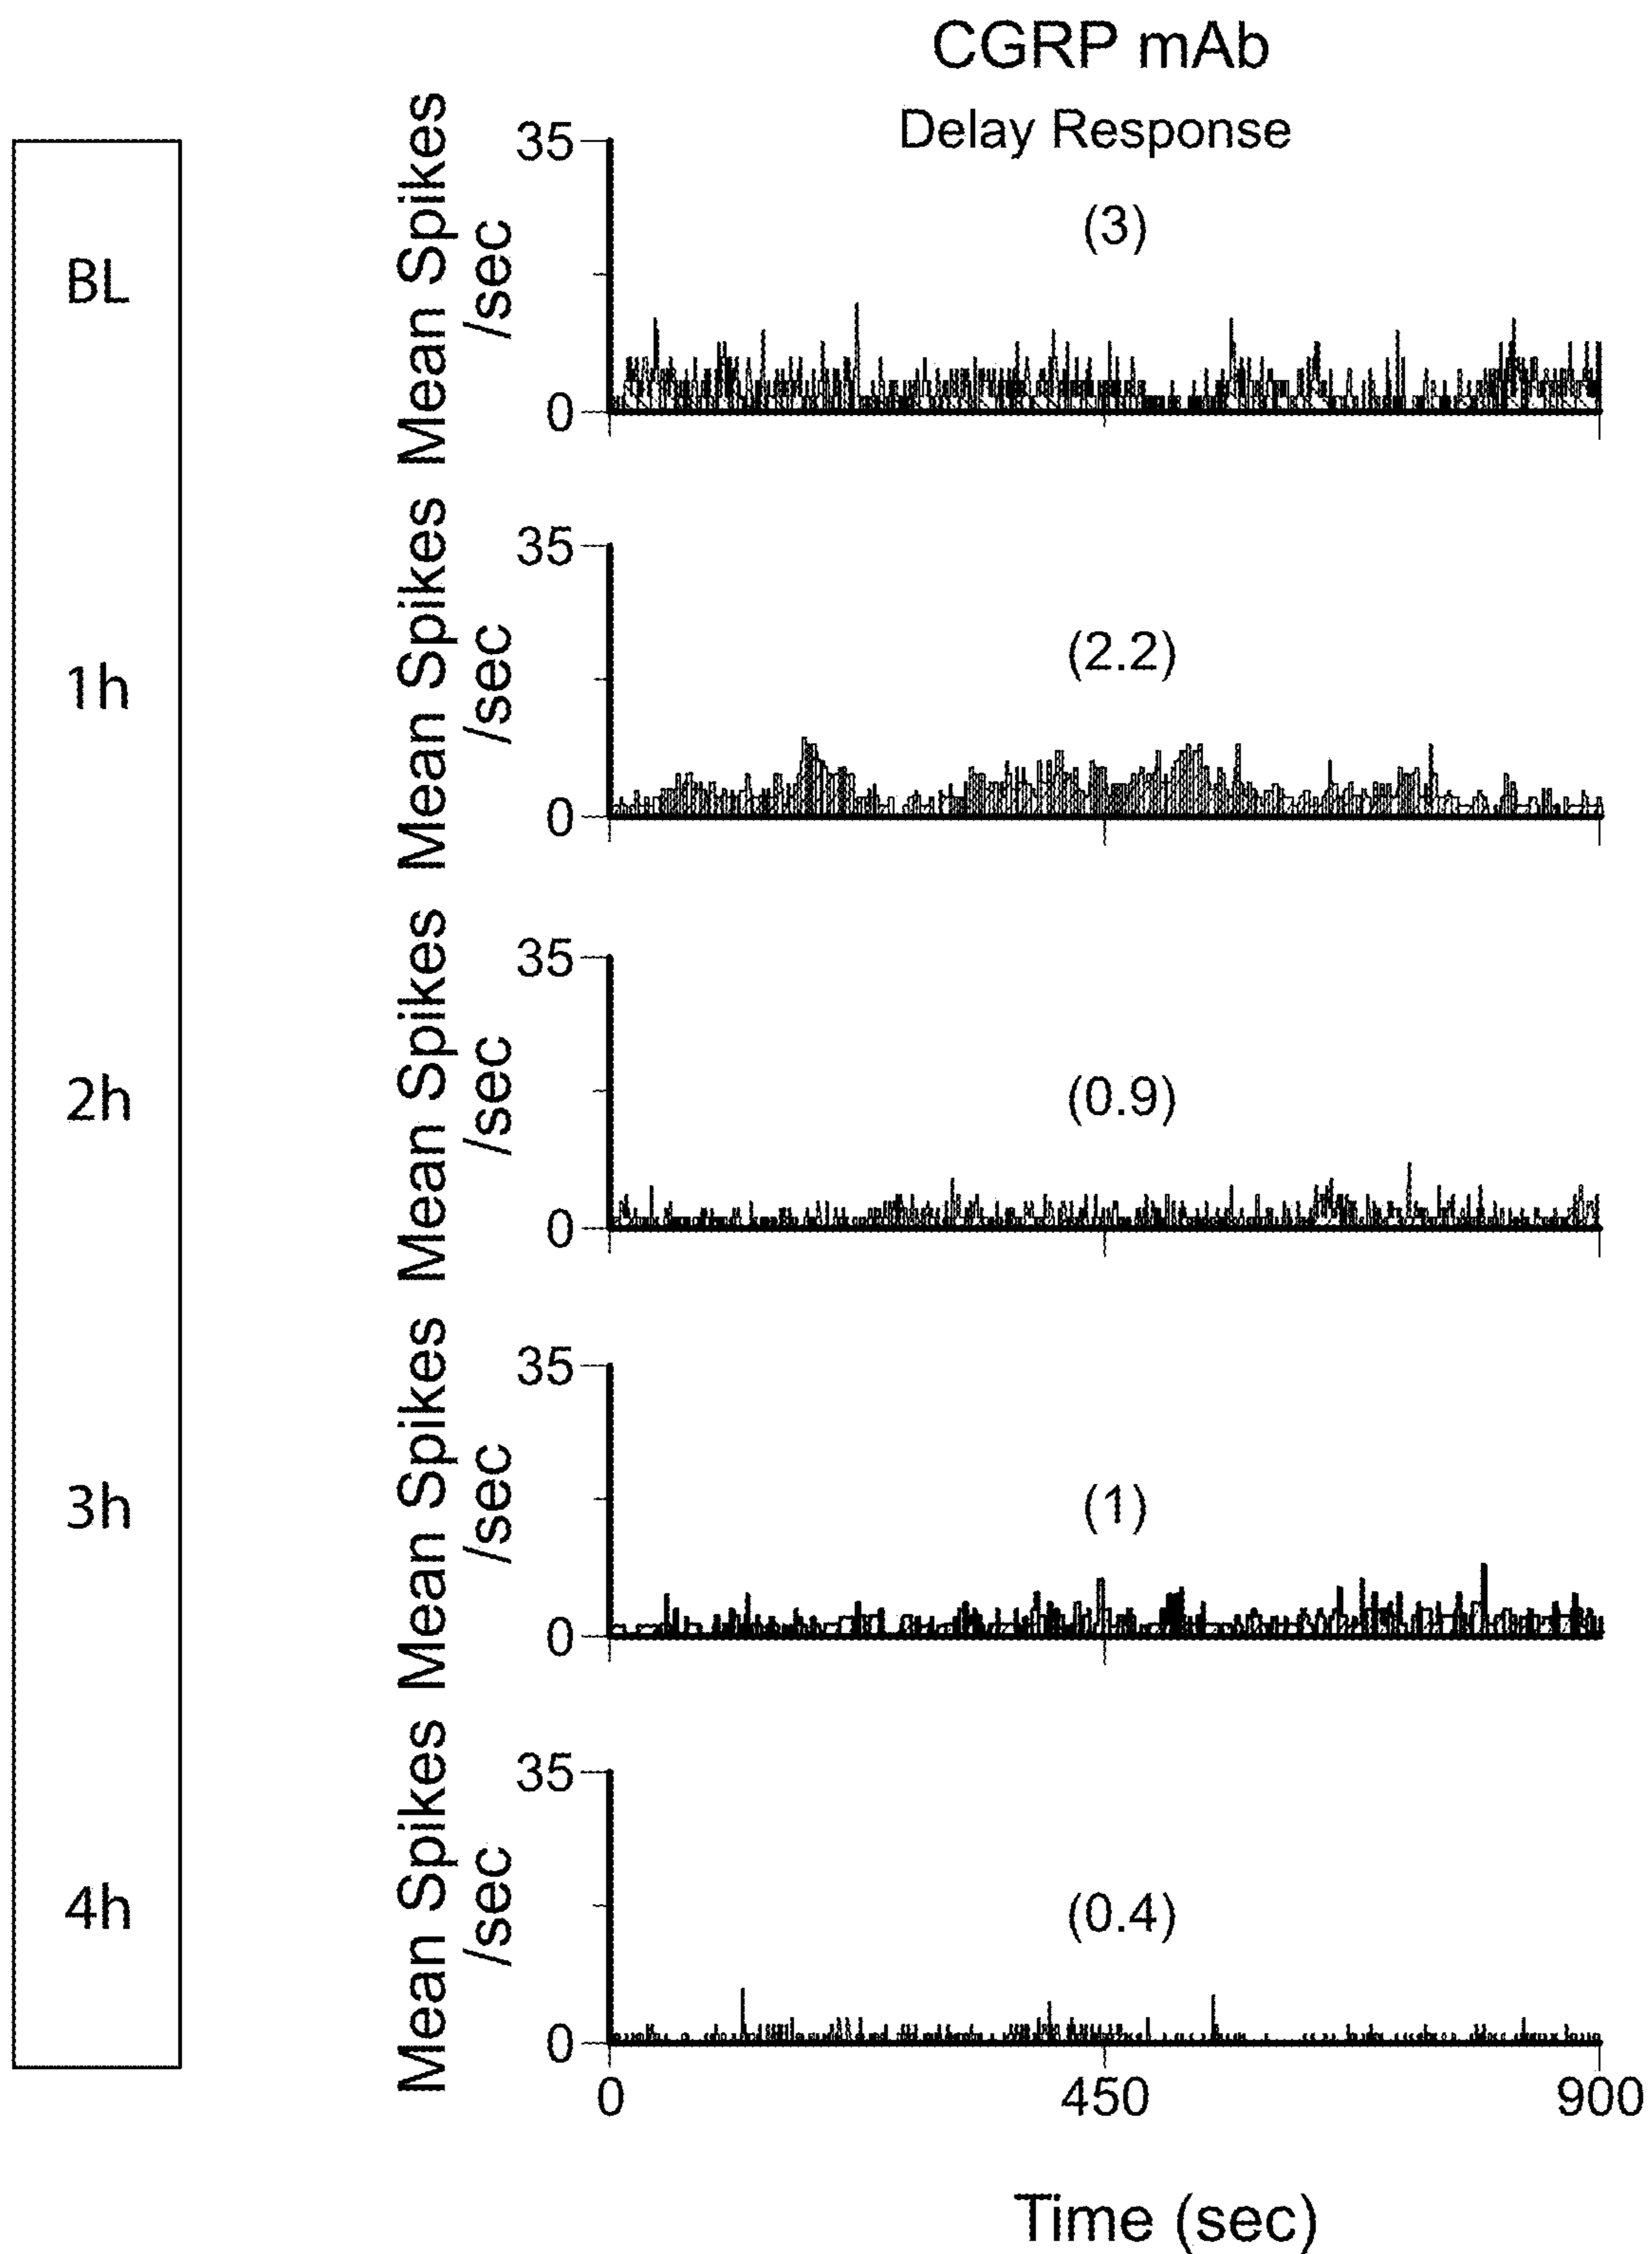 CGRP mAb
Delay Response
BL
Mean Spikes
/sec
35
0
(3)
1h
Mean Spikes
/sec
35
0
(2.2)
2h
Mean Spikes
/sec
35
0
(0.9)
3h
Mean Spikes
/sec
35
0
(1)
4h
Mean Spikes
/sec
35
0
(0.4)
0 450 900
Time (sec)